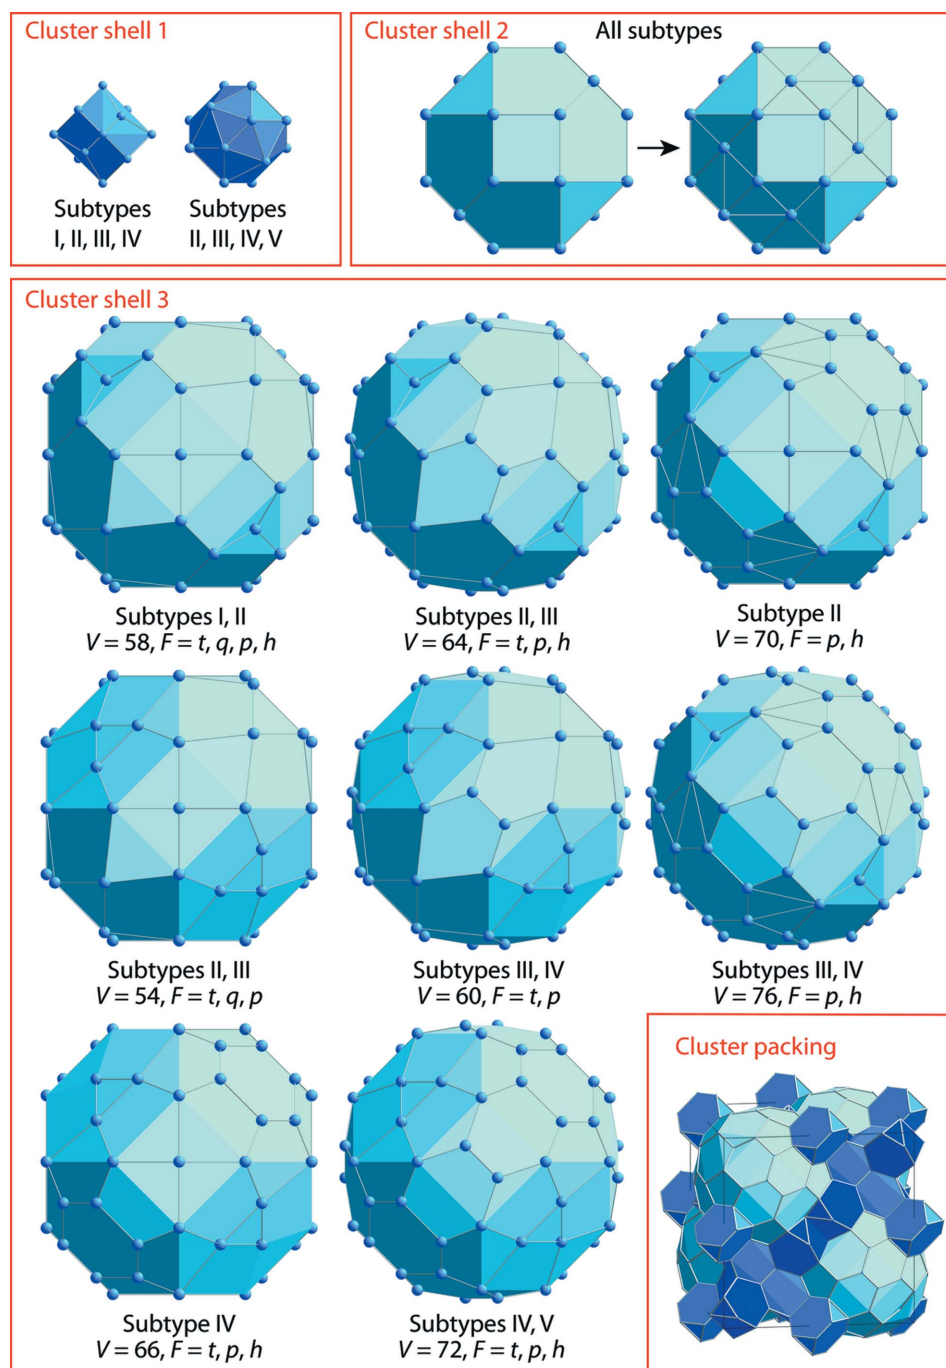 Cluster shell 1
Subtypes
I, II, III, IV
Subtypes
II, III, IV, V
Cluster shell 2
All subtypes
Cluster shell 3
Subtypes I, II
V = 58, F = t, q, p, h
Subtypes II, III
V = 64, F = t, p, h
Subtype II
V = 70, F = p, h
Subtypes II, III
V = 54, F = t, q, p
Subtypes III, IV
V = 60, F = t, p
Subtypes III, IV
V = 76, F = p, h
Subtype IV
V = 66, F = t, p, h
Subtypes IV, V
V = 72, F = t, p, h
Cluster packing